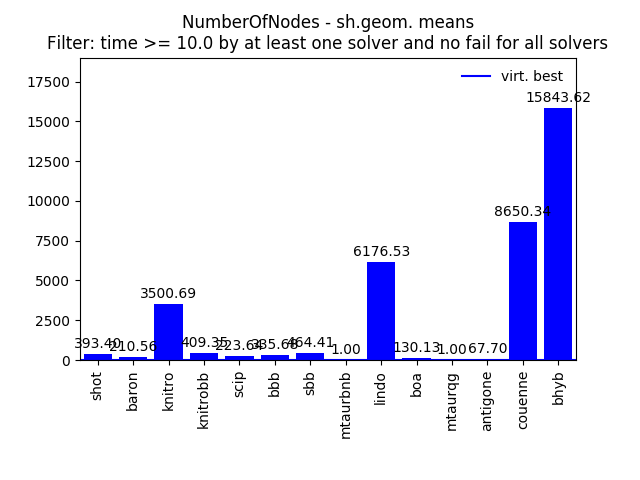 NumberOfNodes - sh.geom. means
Filter: time >= 10.0 by at least one solver and no fail for all solvers
virt. best
17500
15000
12500
10000
7500
5000
2500
0
393.40
210.56
3500.69
409.35
223.64
335.68
464.41
1.00
6176.53
130.13
1.00
67.70
8650.34
15843.62
shot
baron
knitro
knitrobb
scip
bbb
sbb
mtaurbnb
lindo
boa
mtaurqg
antigone
couenne
bhyb